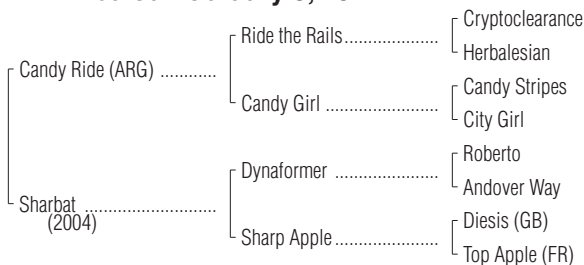 Cryptoclearance
Ride the Rails
Herbalesian
Candy Ride (ARG)
Candy Stripes
Candy Girl
City Girl
Roberto
Dynaformer
Andover Way
Sharbat
(2004)
Diesis (GB)
Sharp Apple
Top Apple (FR)